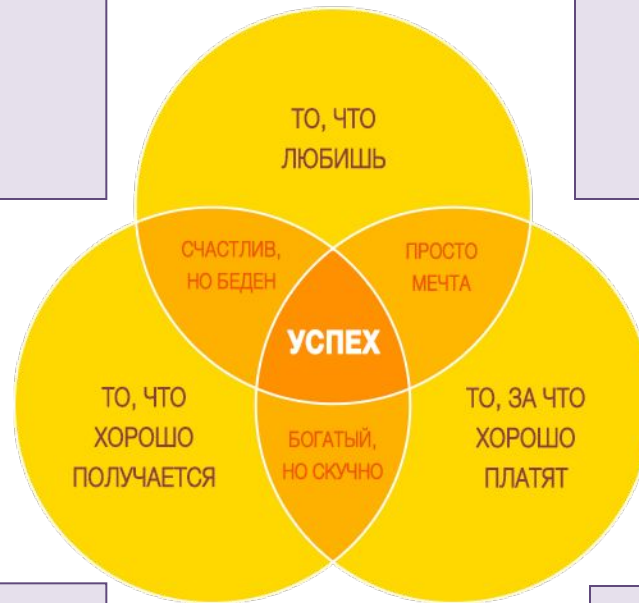 ТО, ЧТО
ЛЮБИШЬ
СЧАСТЛИВ,
НО БЕДЕН
ПРОСТО
МЕЧТА
УСПЕХ
ТО, ЧТО
ХОРОШО
ПОЛУЧАЕТСЯ
БОГАТЫЙ,
НО СКУЧНО
ТО, ЗА ЧТО
ХОРОШО
ПЛАТЯТ